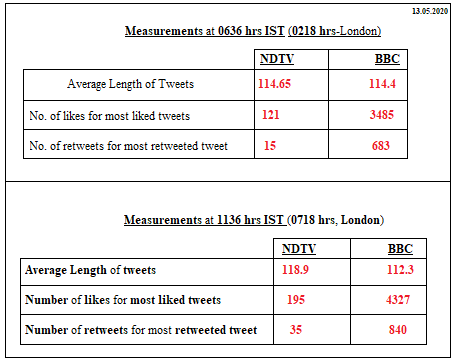 13.05.2020
Measurements at 0636 hrs IST (0218 hrs-London)
NDTV BBC
Average Length of Tweets 114.65 114.4
No. of likes for most liked tweets 121 3485
No. of retweets for most retweeted tweet 15 683
Measurements at 1136 hrs IST (0718 hrs, London)
NDTV BBC
Average Length of tweets 118.9 112.3
Number of likes for most liked tweets 195 4327
Number of retweets for most retweeted tweet 35 840